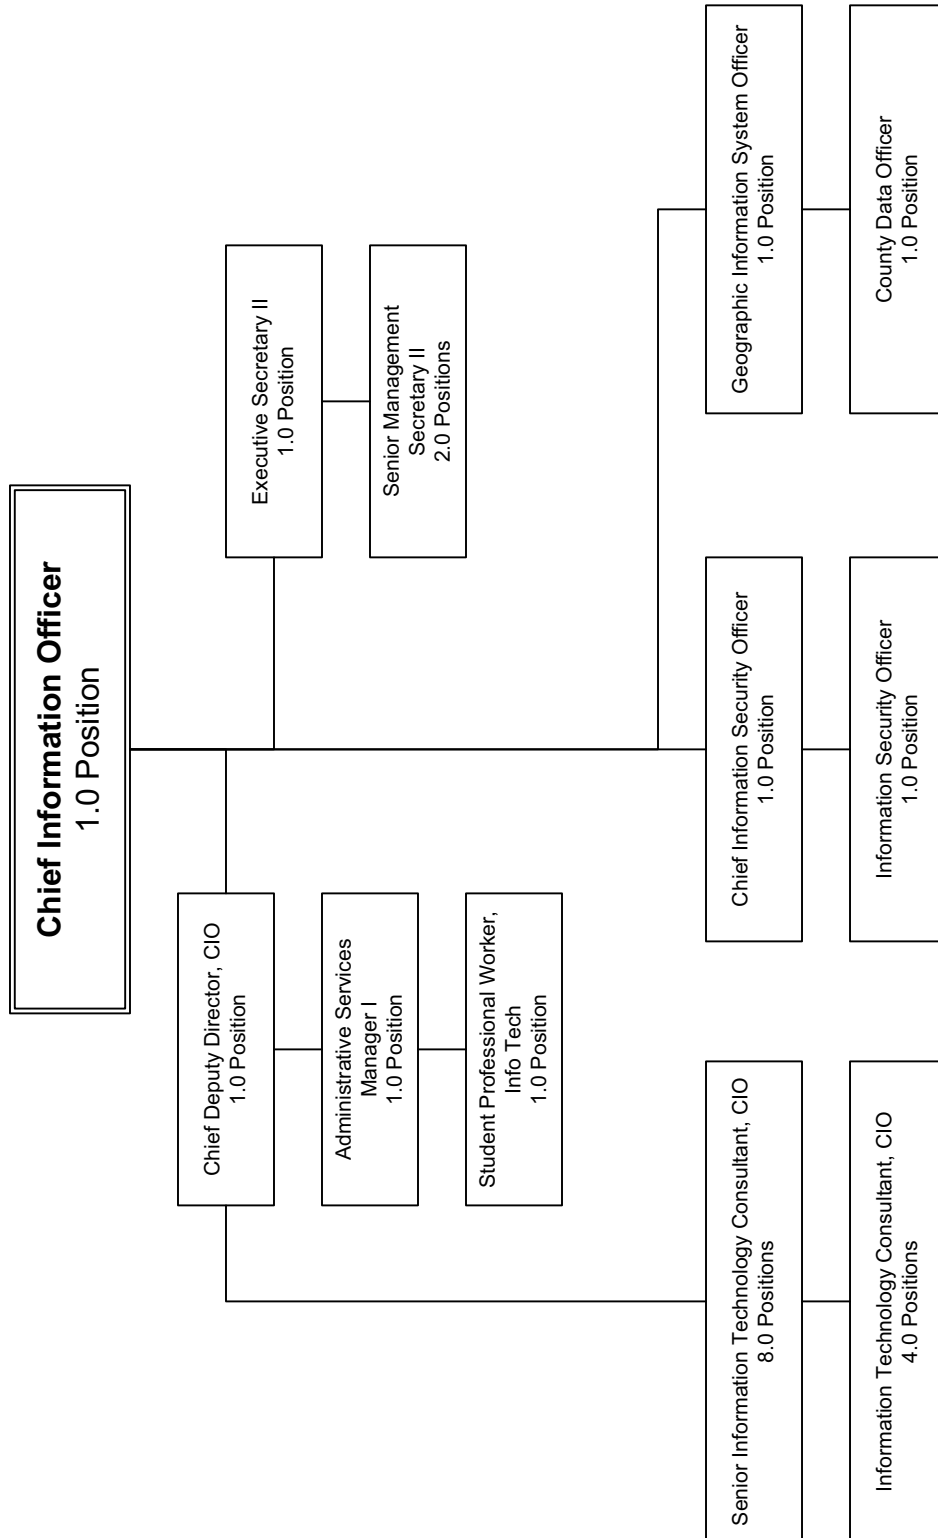 Chief Information Officer
1.0 Position
Chief Deputy Director, CIO
1.0 Position
Administrative Services
Manager I
1.0 Position
Student Professional Worker,
Info Tech
1.0 Position
Executive Secretary II
1.0 Position
Senior Management
Secretary II
2.0 Positions
Senior Information Technology Consultant, CIO
8.0 Positions
Information Technology Consultant, CIO
4.0 Positions
Chief Information Security Officer
1.0 Position
Information Security Officer
1.0 Position
Geographic Information System Officer
1.0 Position
County Data Officer
1.0 Position